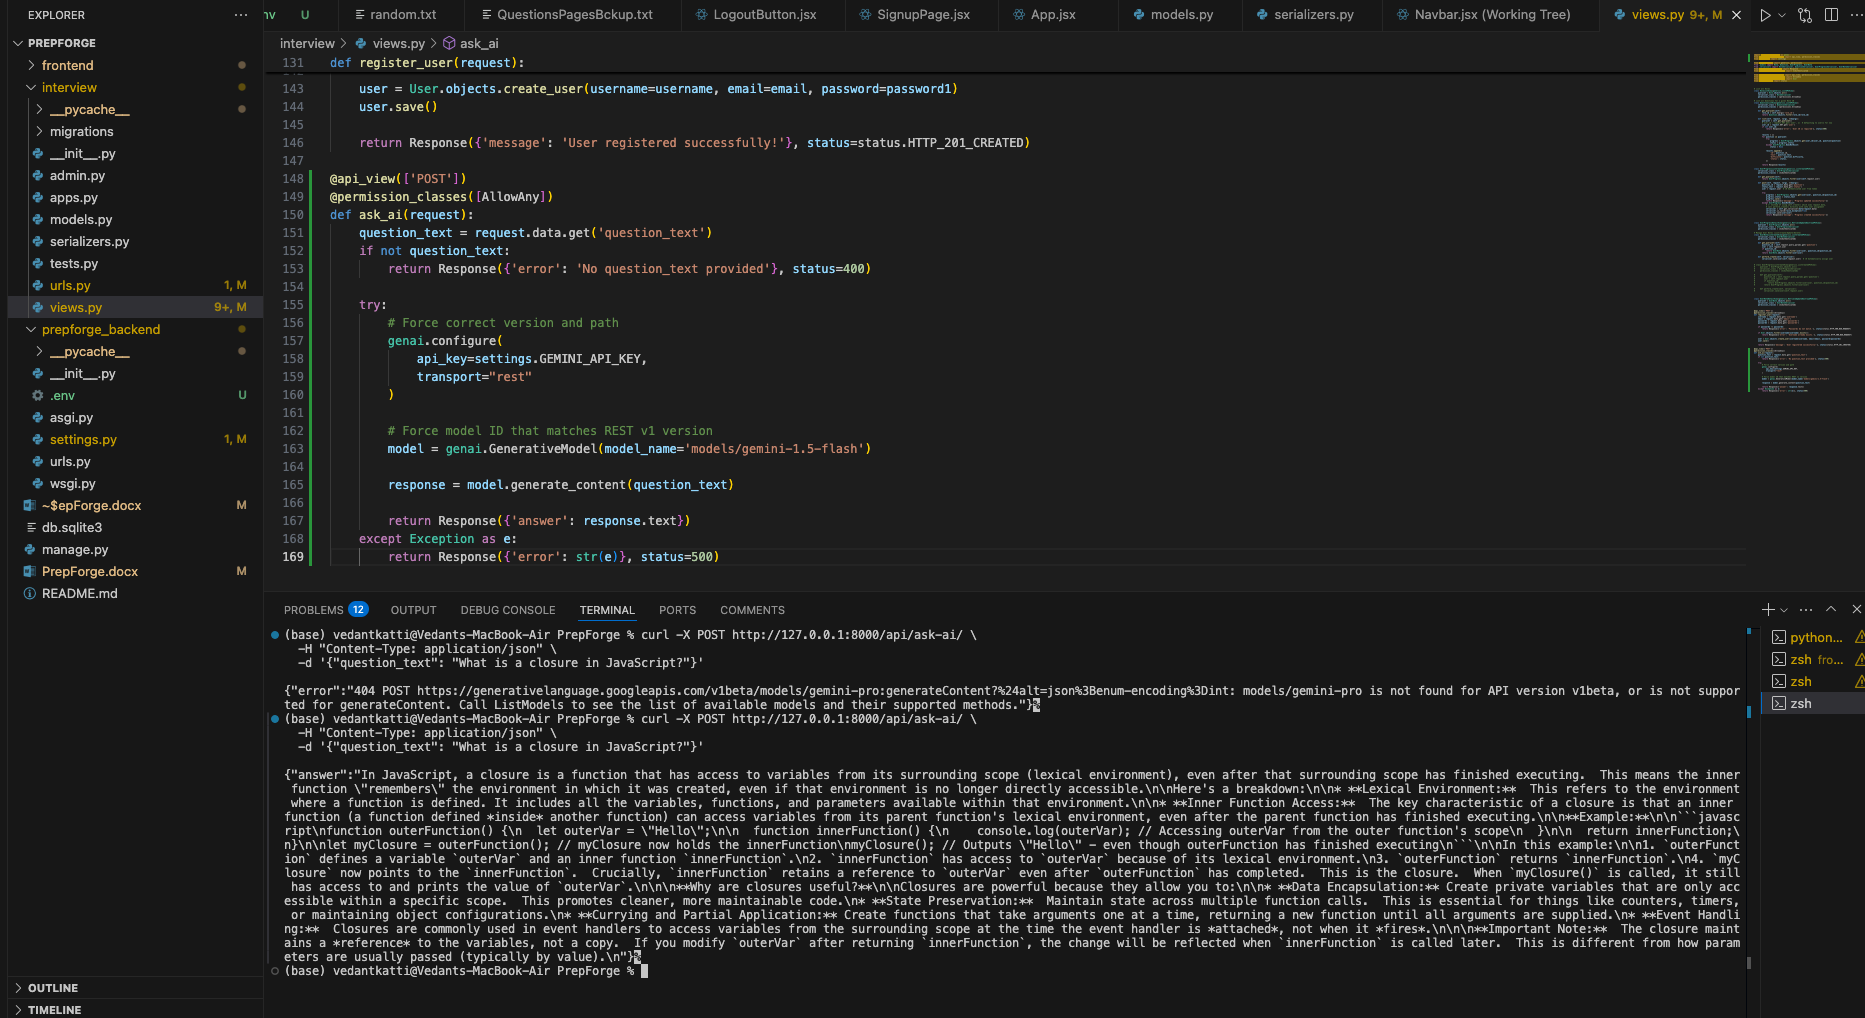 EXPLORER
PREPFORGE
frontend
interview
__pycache__
migrations
__init__.py
admin.py
apps.py
models.py
serializers.py
tests.py
urls.py 1, M
views.py 9+, M
prepforge_backend
__pycache__
__init__.py
.env U
asgi.py
settings.py 1, M
urls.py
wsgi.py
~$epForge.docx M
db.sqlite3
manage.py
PrepForge.docx M
README.md
OUTLINE
TIMELINE
nv U random.txt QuestionsPagesBckup.txt LogoutButton.jsx SignupPage.jsx App.jsx models.py serializers.py Navbar.jsx (Working Tree) views.py 9+, M
interview > views.py > ask_ai
131 def register_user(request):
143 user = User.objects.create_user(username=username, email=email, password=password1)
144 user.save()
145
146 return Response({'message': 'User registered successfully!'}, status=status.HTTP_201_CREATED)
147
148 @api_view(['POST'])
149 @permission_classes([AllowAny])
150 def ask_ai(request):
151 question_text = request.data.get('question_text')
152 if not question_text:
153 return Response({'error': 'No question_text provided'}, status=400)
154
155 try:
156 # Force correct version and path
157 genai.configure(
158 api_key=settings.GEMINI_API_KEY,
159 transport="rest"
160 )
161
162 # Force model ID that matches REST v1 version
163 model = genai.GenerativeModel(model_name='models/gemini-1.5-flash')
164
165 response = model.generate_content(question_text)
166
167 return Response({'answer': response.text})
168 except Exception as e:
169 return Response({'error': str(e)}, status=500)
PROBLEMS 12 OUTPUT DEBUG CONSOLE TERMINAL PORTS COMMENTS
(base) vedantkatti@Vedants-MacBook-Air PrepForge % curl -X POST http://127.0.0.1:8000/api/ask-ai/ \
-H "Content-Type: application/json" \
-d '{"question_text": "What is a closure in JavaScript?"}'
{"error":"404 POST https://generativelanguage.googleapis.com/v1beta/models/gemini-pro:generateContent?%24alt=json%3Benum-encoding%3Dint: models/gemini-pro is not found for API version v1beta, or is not suppor
ted for generateContent. Call ListModels to see the list of available models and their supported methods."}%
(base) vedantkatti@Vedants-MacBook-Air PrepForge % curl -X POST http://127.0.0.1:8000/api/ask-ai/ \
-H "Content-Type: application/json" \
-d '{"question_text": "What is a closure in JavaScript?"}'
{"answer":"In JavaScript, a closure is a function that has access to variables from its surrounding scope (lexical environment), even after that surrounding scope has finished executing.  This means the inner
function \"remembers\" the environment in which it was created, even if that environment is no longer directly accessible.\n\nHere's a breakdown:\n\n* **Lexical Environment:**  This refers to the environment
where a function is defined. It includes all the variables, functions, and parameters available within that environment.\n\n* **Inner Function Access:**  The key characteristic of a closure is that an inner
function (a function defined *inside* another function) can access variables from its parent function's lexical environment, even after the parent function has finished executing.\n\n**Example:**\n\n```javasc
ript\nfunction outerFunction() {\n  let outerVar = \"Hello\";\n\n  function innerFunction() {\n    console.log(outerVar); // Accessing outerVar from the outer function's scope\n  }\n\n  return innerFunction;\
n}\n\nlet myClosure = outerFunction(); // myClosure now holds the innerFunction\nmyClosure(); // Outputs \"Hello\" - even though outerFunction has finished executing\n```\n\nIn this example:\n\n1. `outerFunct
ion` defines a variable `outerVar` and an inner function `innerFunction`.\n2. `innerFunction` has access to `outerVar` because of its lexical environment.\n3. `outerFunction` returns `innerFunction`.\n4. `myC
losure` now points to the `innerFunction`.  Crucially, `innerFunction` retains a reference to `outerVar` even after `outerFunction` has completed.  This is the closure.  When `myClosure()` is called, it still
has access to and prints the value of `outerVar`.\n\n\n**Why are closures useful?**\n\nClosures are powerful because they allow you to:\n\n* **Data Encapsulation:** Create private variables that are only acc
essible within a specific scope.  This promotes cleaner, more maintainable code.\n* **State Preservation:**  Maintain state across multiple function calls.  This is essential for things like counters, timers,
or maintaining object configurations.\n* **Currying and Partial Application:** Create functions that take arguments one at a time, returning a new function until all arguments are supplied.\n* **Event Handli
ng:**  Closures are commonly used in event handlers to access variables from the surrounding scope at the time the event handler is *attached*, not when it *fires*.\n\n\n**Important Note:**  The closure maint
ains a *reference* to the variables, not a copy.  If you modify `outerVar` after returning `innerFunction`, the change will be reflected when `innerFunction` is called later.  This is different from how param
eters are usually passed (typically by value).\n"}%
(base) vedantkatti@Vedants-MacBook-Air PrepForge %
python...
zsh fro...
zsh
zsh